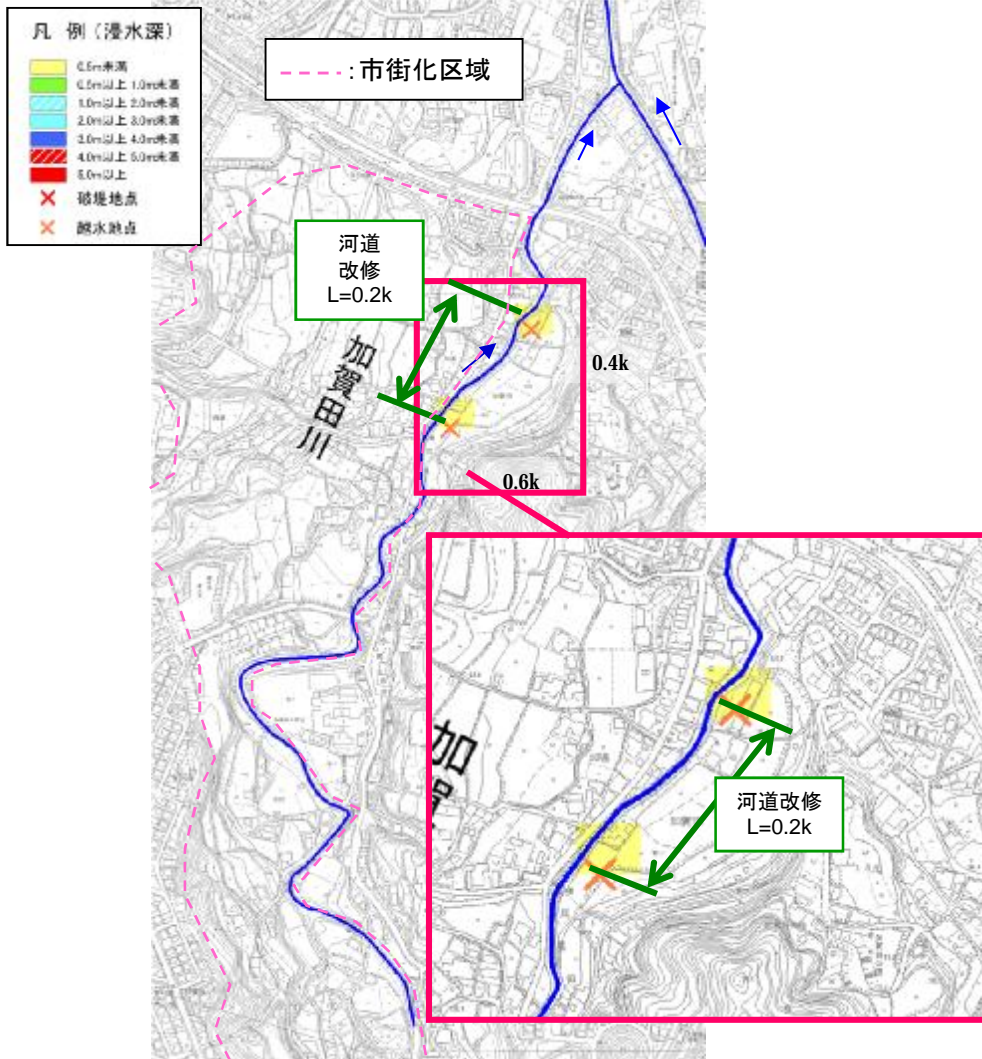 凡 例(浸水深)
0.5m未満
0.5m以上 1.0m未満
1.0m以上 2.0m未満
2.0m以上 3.0m未満
3.0m以上 4.0m未満
4.0m以上 5.0m未満
5.0m以上
破堤地点
越水地点
:市街化区域
河道
改修
L=0.2k
加賀田川
0.4k
0.6k
加賀
河道改修
L=0.2k